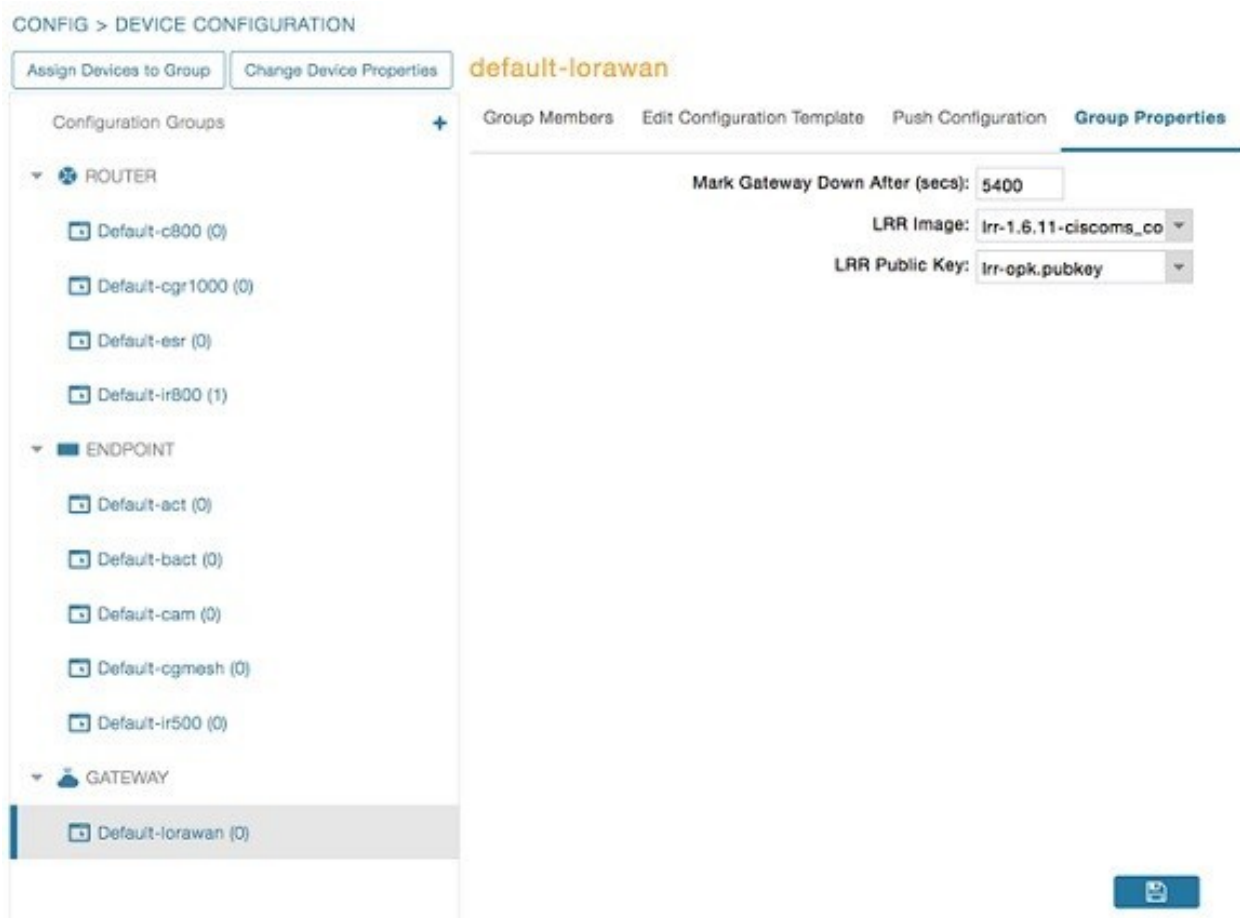 CONFIG > DEVICE CONFIGURATION
Assign Devices to Group
Change Device Properties
Configuration Groups
+
ROUTER
Default-c800 (0)
Default-cgr1000 (0)
Default-esr (0)
Default-ir800 (1)
ENDPOINT
Default-act (0)
Default-bact (0)
Default-cam (0)
Default-cgmesh (0)
Default-ir500 (0)
GATEWAY
Default-lorawan (0)
default-lorawan
Group Members
Edit Configuration Template
Push Configuration
Group Properties
Mark Gateway Down After (secs): 5400
LRR Image: lrr-1.6.11-ciscoms_co
LRR Public Key: lrr-opk.pubkey